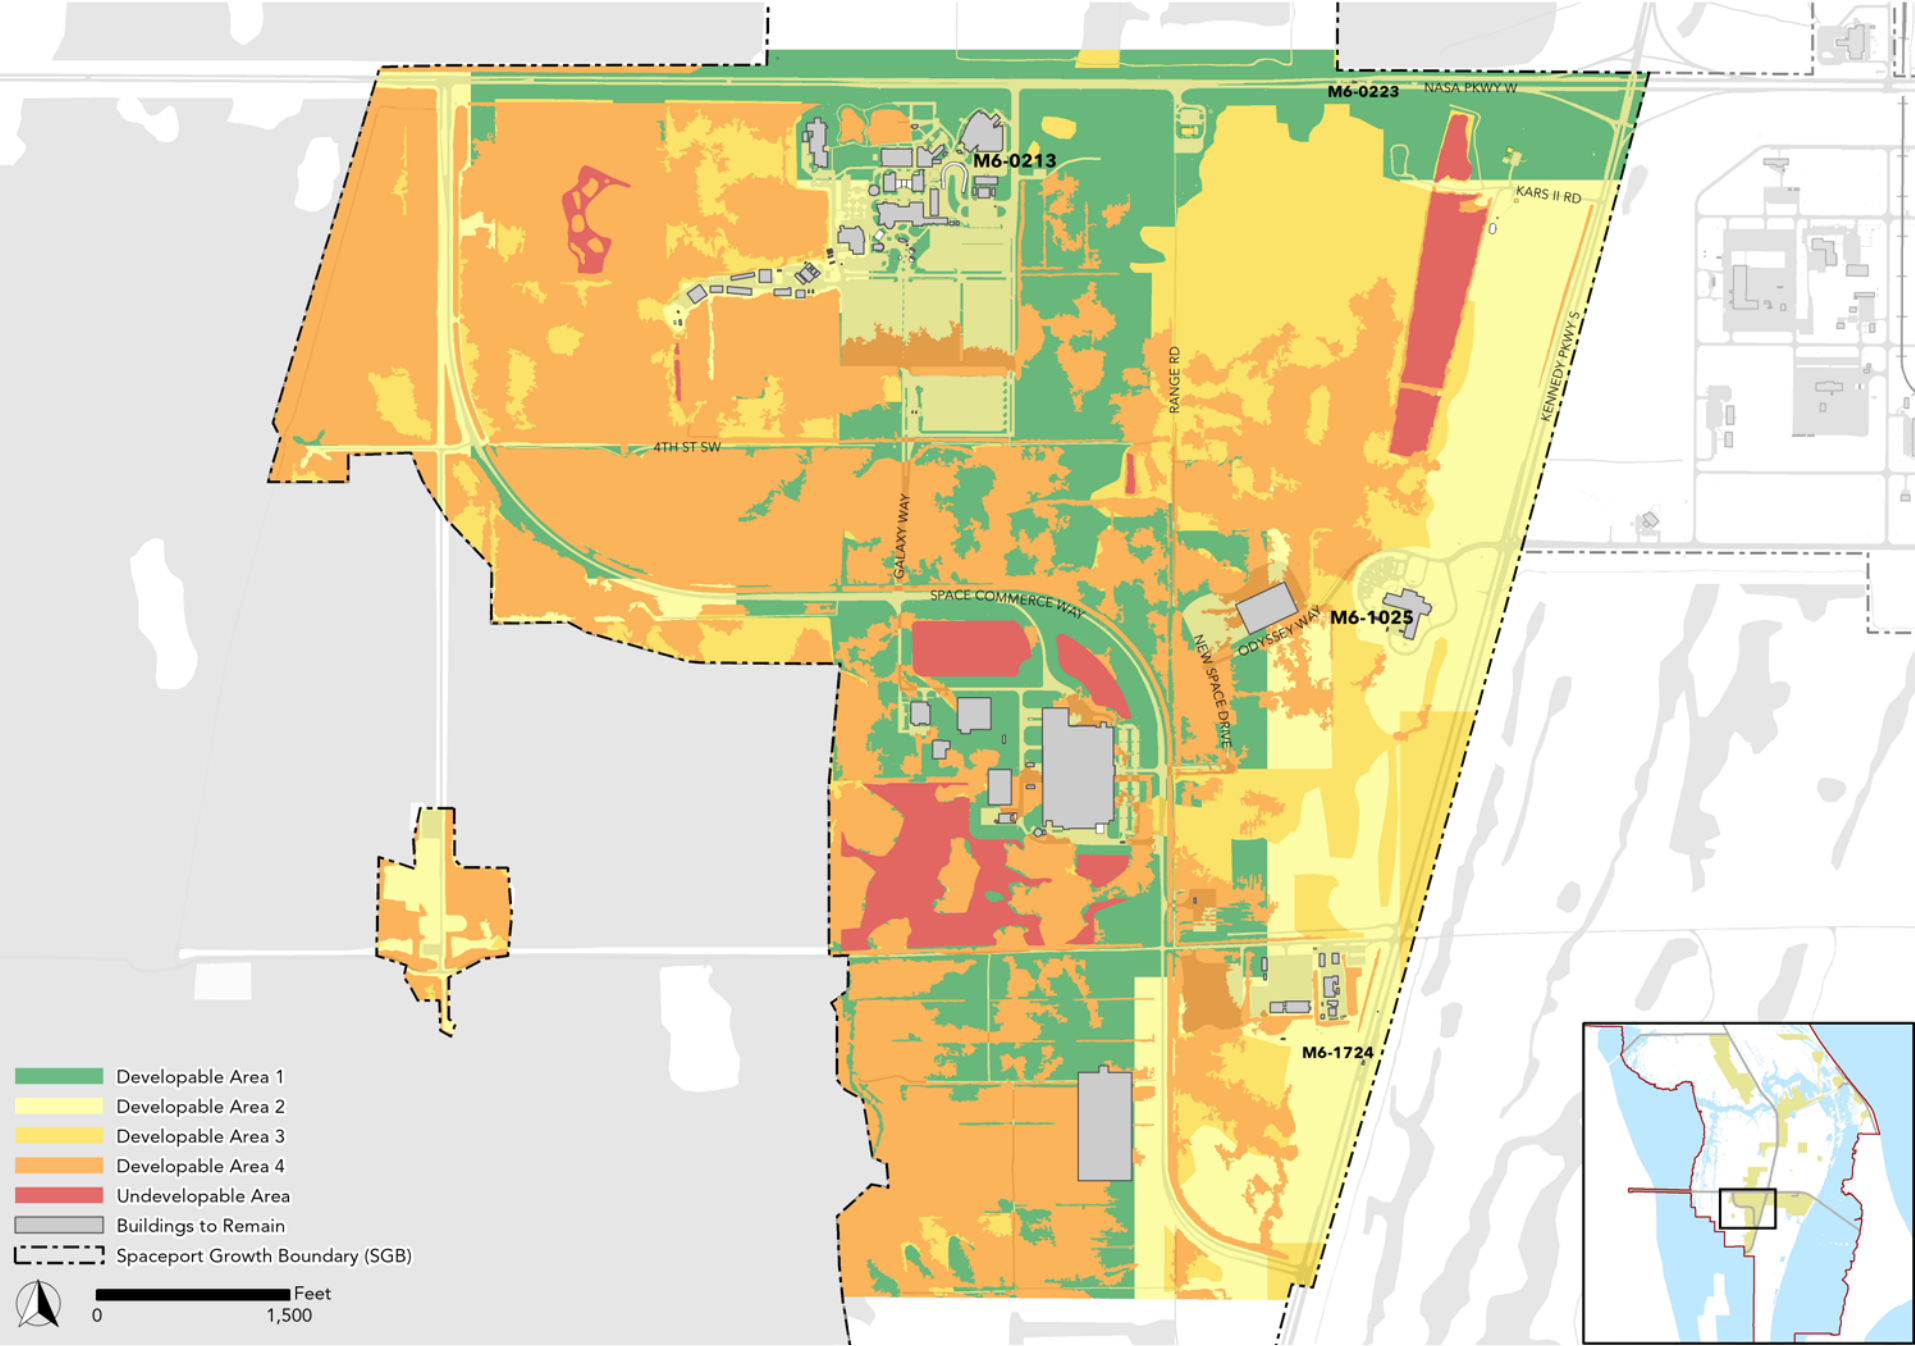 M6-0223
NASA PKWY W
M6-0213
KARS II RD
KENNEDY PKWY S
RANGE RD
4TH ST SW
GALAXY WAY
SPACE COMMERCE WAY
ODYSSEY WAY
M6-1025
NEW SPACE DRIVE
M6-1724
Developable Area 1
Developable Area 2
Developable Area 3
Developable Area 4
Undevelopable Area
Buildings to Remain
Spaceport Growth Boundary (SGB)
Feet
0 1,500